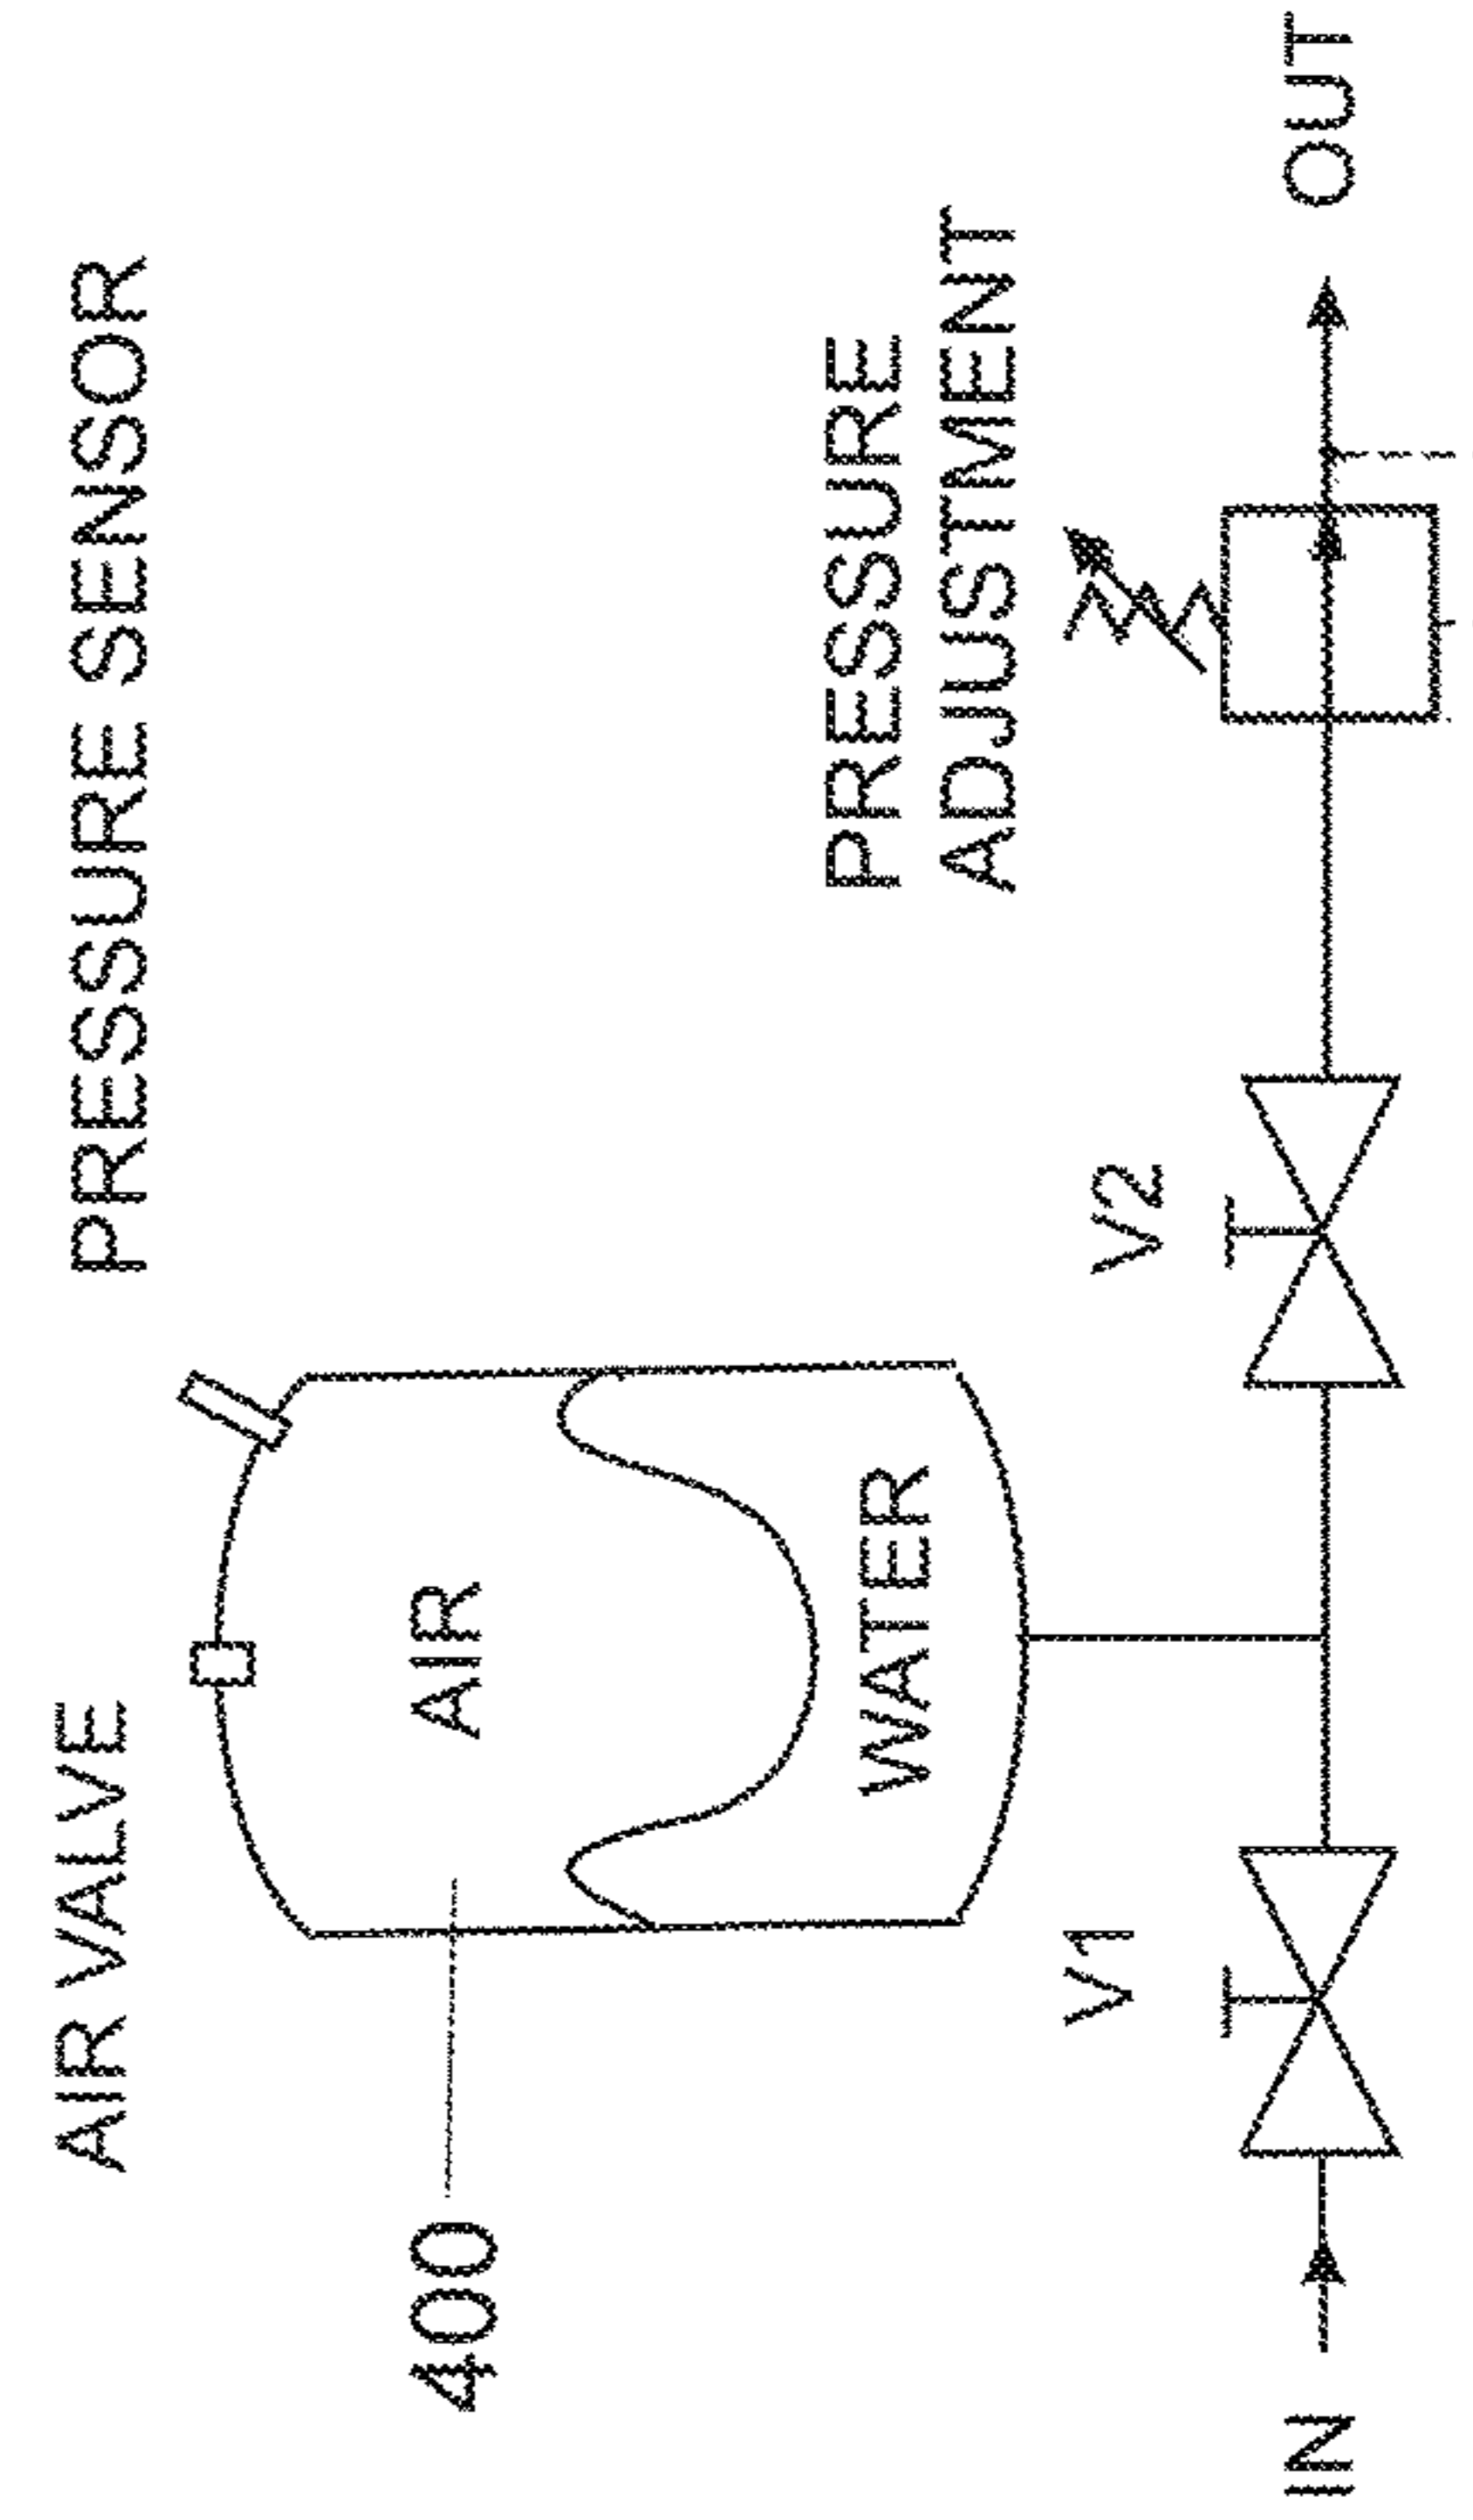 AIR VALVE
PRESSURE SENSOR
400
AIR
WATER
PRESSURE
ADJUSTMENT
V1
V2
IN
OUT